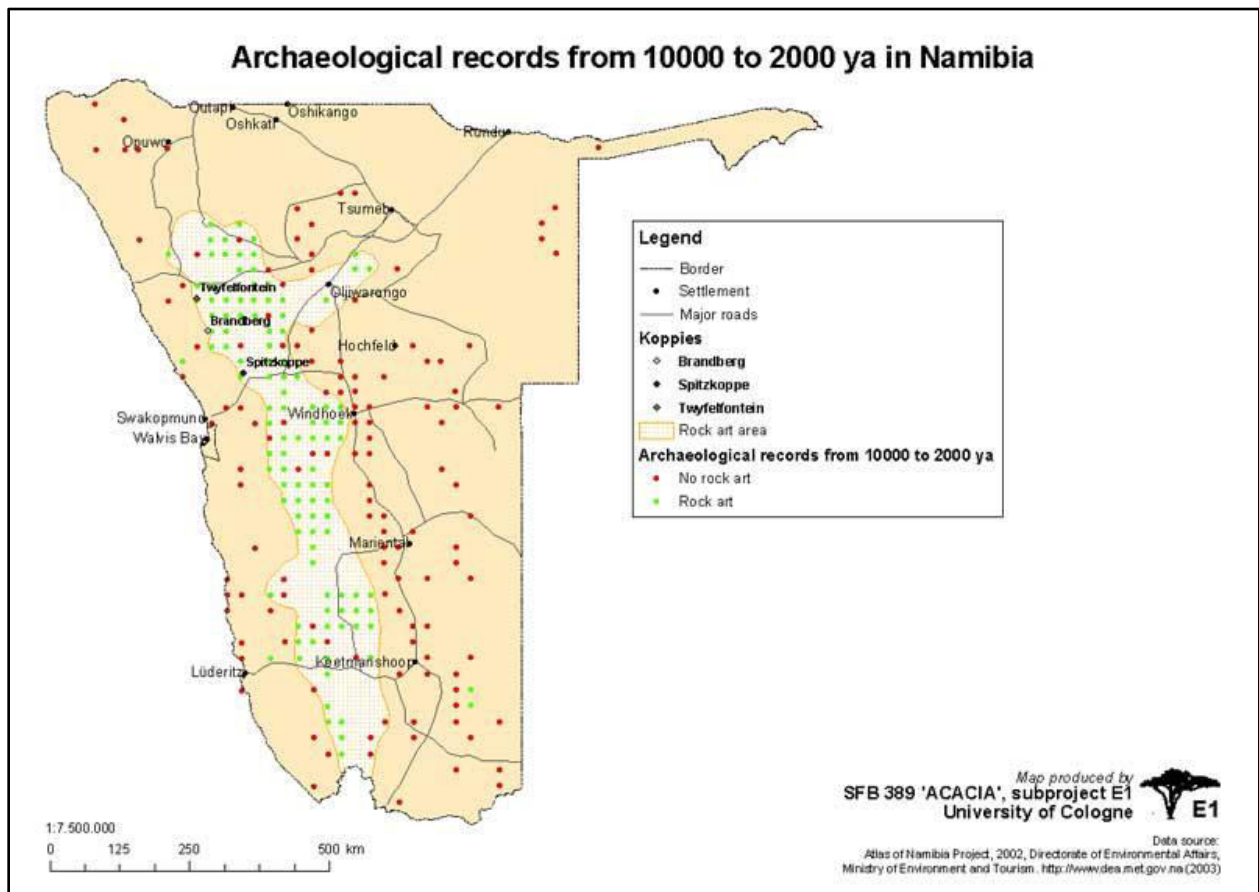 Archaeological records from 10000 to 2000 ya in Namibia
Outapi
Oshikango
Oshkati
Opuwo
Rundu
Tsumeb
Twyfelfontein
Otjiwarongo
Brandberg
Hochfeld
Spitzkoppe
Swakopmund
Windhoek
Walvis Bay
Mariental
Lüderitz
Keetmanshoop
Legend
Border
Settlement
Major roads
Koppies
Brandberg
Spitzkoppe
Twyfelfontein
Rock art area
Archaeological records from 10000 to 2000 ya
No rock art
Rock art
1:7.500.000
0 125 250 500 km
Map produced by
SFB 389 'ACACIA', subproject E1
University of Cologne
E1
Data source:
Atlas of Namibia Project, 2002, Directorate of Environmental Affairs,
Ministry of Environment and Tourism. http://www.dea.met.gov.na (2003)